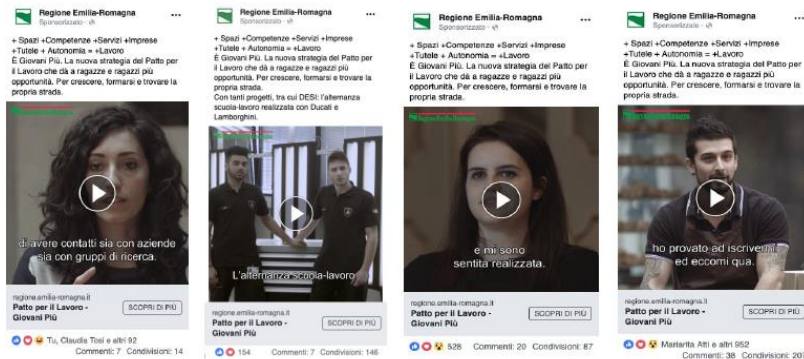 Regione Emilia-Romagna
Sponsorizzato ·
+ Spazi +Competenze +Servizi +Imprese
+Tutele + Autonomia = +Lavoro
È Giovani Più. La nuova strategia del Patto per
il Lavoro che dà a ragazze e ragazzi più
opportunità. Per crescere, formarsi e trovare la
propria strada.
Regione Emilia-Romagna
di avere contatti sia con aziende
sia con gruppi di ricerca.
regione.emilia-romagna.it
Patto per il Lavoro -
Giovani Più
SCOPRI DI PIÙ
Tu, Claudia Tosi e altri 92
Commenti: 7 Condivisioni: 14
Regione Emilia-Romagna
Sponsorizzato ·
+ Spazi +Competenze +Servizi +Imprese
+Tutele + Autonomia = +Lavoro
È Giovani Più. La nuova strategia del Patto per
il Lavoro che dà a ragazze e ragazzi più
opportunità. Per crescere, formarsi e trovare la
propria strada.
Con tanti progetti, tra cui DESI: l'alternanza
scuola-lavoro realizzata con Ducati e
Lamborghini.
Regione Emilia-Romagna
L'alternanza scuola-lavoro
regione.emilia-romagna.it
Patto per il Lavoro -
Giovani Più
SCOPRI DI PIÙ
154
Commenti: 7 Condivisioni: 146
Regione Emilia-Romagna
Sponsorizzato ·
+ Spazi +Competenze +Servizi +Imprese
+Tutele + Autonomia = +Lavoro
È Giovani Più. La nuova strategia del Patto per
il Lavoro che dà a ragazze e ragazzi più
opportunità. Per crescere, formarsi e trovare la
propria strada.
Regione Emilia-Romagna
e mi sono
sentita realizzata.
regione.emilia-romagna.it
Patto per il Lavoro -
Giovani Più
SCOPRI DI PIÙ
528
Commenti: 20 Condivisioni: 87
Regione Emilia-Romagna
Sponsorizzato ·
+ Spazi +Competenze +Servizi +Imprese
+Tutele + Autonomia = +Lavoro
È Giovani Più. La nuova strategia del Patto per
il Lavoro che dà a ragazze e ragazzi più
opportunità. Per crescere, formarsi e trovare la
propria strada.
ho provato ad iscrivermi
ed eccomi qua.
regione.emilia-romagna.it
Patto per il Lavoro -
Giovani Più
SCOPRI DI PIÙ
e altri 952
Commenti: 38 Condivisioni: